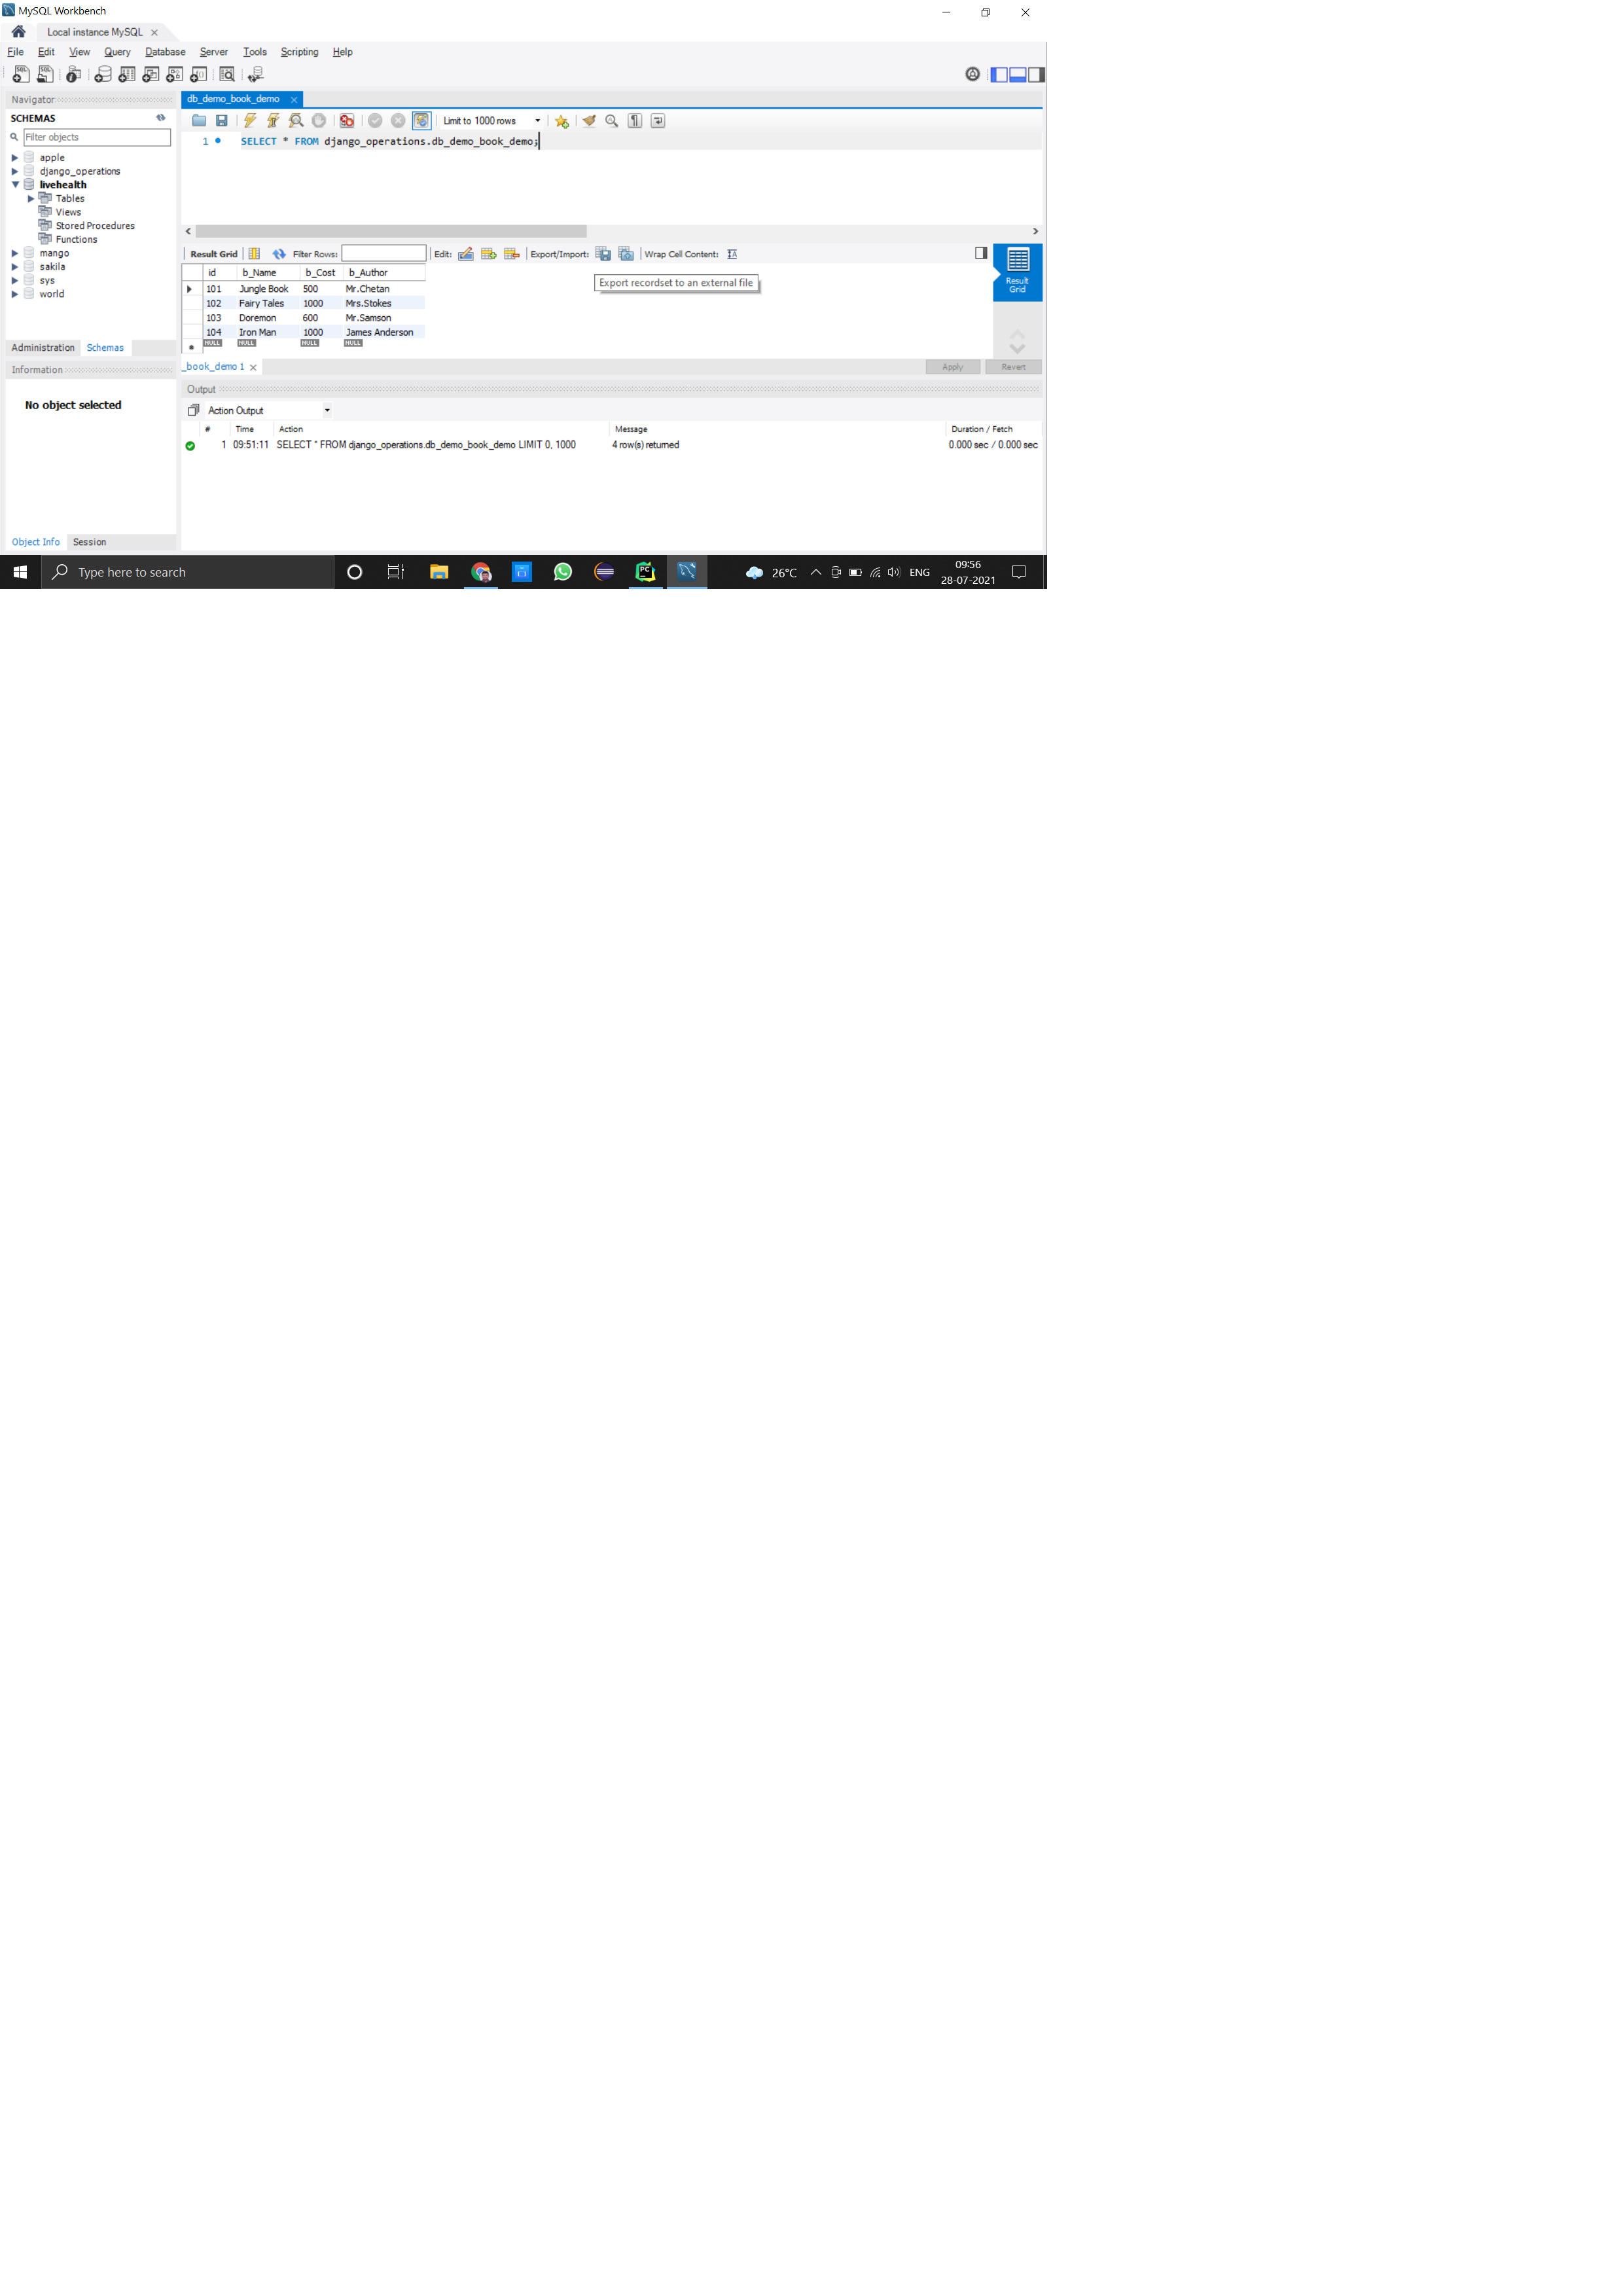 MySQL Workbench
Local instance MySQL
File Edit View Query Database Server Tools Scripting Help
Navigator
SCHEMAS
Filter objects
apple
django_operations
livehealth
Tables
Views
Stored Procedures
Functions
mango
sakila
sys
world
Administration Schemas
Information
No object selected
Object Info Session
db_demo_book_demo
Limit to 1000 rows
1 SELECT * FROM django_operations.db_demo_book_demo;
Result Grid Filter Rows: Edit: Export/Import: Wrap Cell Content:
Export recordset to an external file
id b_Name b_Cost b_Author
101 Jungle Book 500 Mr.Chetan
102 Fairy Tales 1000 Mrs.Stokes
103 Doremon 600 Mr.Samson
104 Iron Man 1000 James Anderson
NULL NULL NULL NULL
Result
Grid
_book_demo 1
Apply Revert
Output
Action Output
# Time Action Message Duration / Fetch
1 09:51:11 SELECT * FROM django_operations.db_demo_book_demo LIMIT 0, 1000 4 row(s) returned 0.000 sec / 0.000 sec
Type here to search
PC
26°C
ENG
09:56
28-07-2021